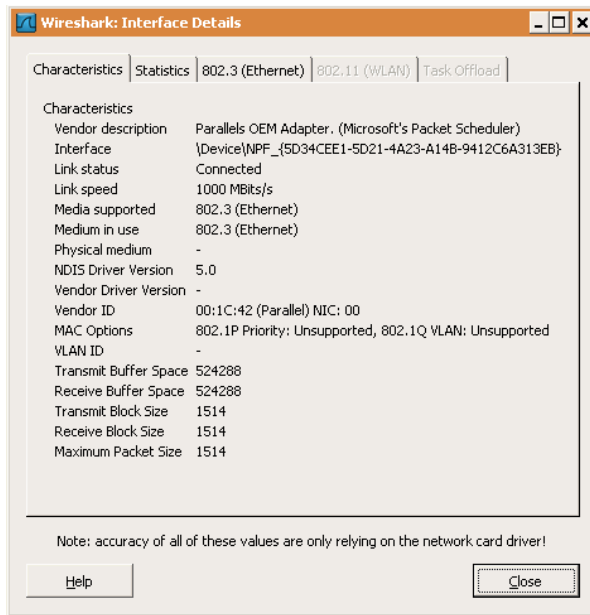 Wireshark: Interface Details
Characteristics Statistics 802.3 (Ethernet) 802.11 (WLAN) Task Offload
Characteristics
Vendor description Parallels OEM Adapter. (Microsoft's Packet Scheduler)
Interface \Device\NPF_{5D34CEE1-5D21-4A23-A14B-9412C6A313EB}
Link status Connected
Link speed 1000 MBits/s
Media supported 802.3 (Ethernet)
Medium in use 802.3 (Ethernet)
Physical medium -
NDIS Driver Version 5.0
Vendor Driver Version -
Vendor ID 00:1C:42 (Parallel) NIC: 00
MAC Options 802.1P Priority: Unsupported, 802.1Q VLAN: Unsupported
VLAN ID -
Transmit Buffer Space 524288
Receive Buffer Space 524288
Transmit Block Size 1514
Receive Block Size 1514
Maximum Packet Size 1514
Note: accuracy of all of these values are only relying on the network card driver!
Help Close